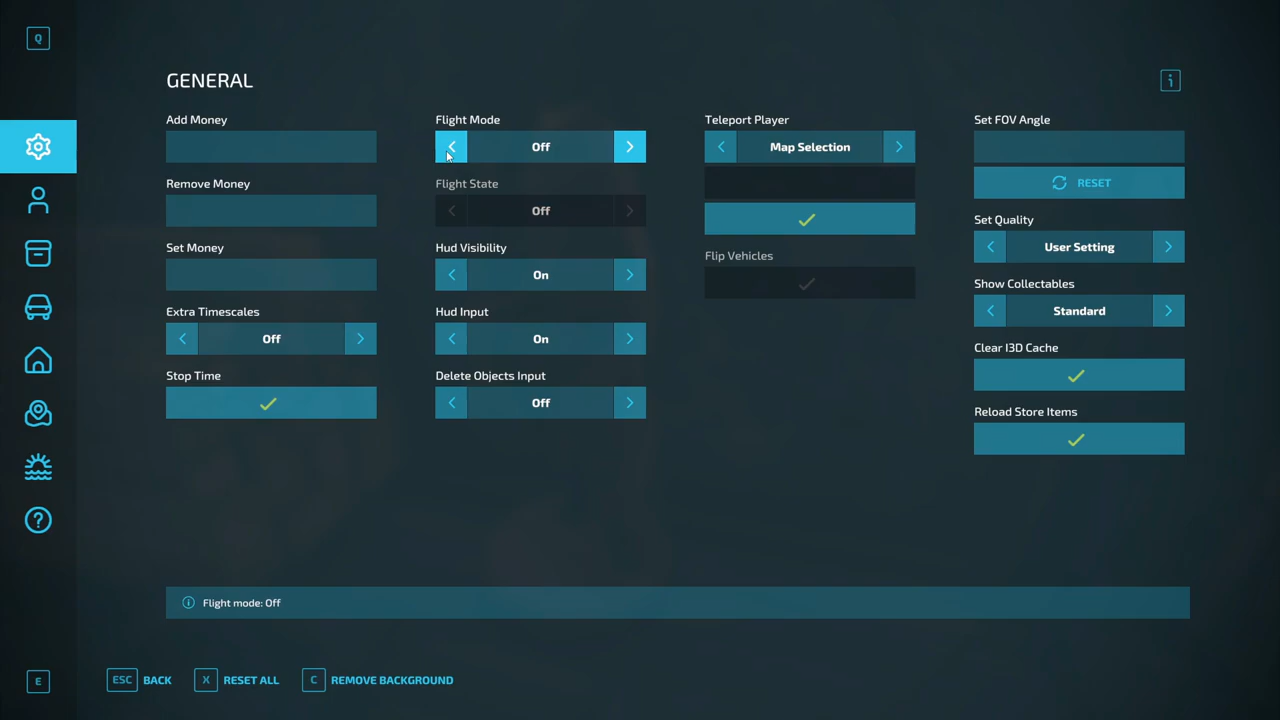 Q
GENERAL
i
Add Money
Remove Money
Set Money
Extra Timescales
Off
Stop Time
Flight Mode
Off
Flight State
Off
Hud Visibility
On
Hud Input
On
Delete Objects Input
Off
Teleport Player
Map Selection
Flip Vehicles
Set FOV Angle
RESET
Set Quality
User Setting
Show Collectables
Standard
Clear I3D Cache
Reload Store Items
Flight mode: Off
E
ESC BACK X RESET ALL C REMOVE BACKGROUND